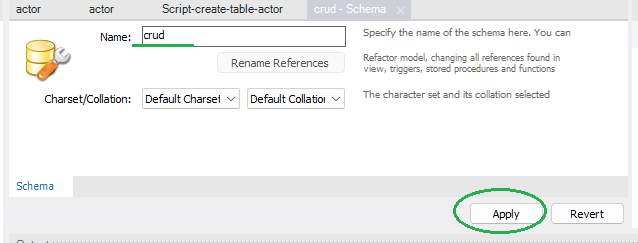 actor actor Script-create-table-actor crud - Schema
Name: crud Specify the name of the schema here. You can
Rename References Refactor model, changing all references found in
view, triggers, stored procedures and functions
Charset/Collation: Default Charset Default Collation The character set and its collation selected
Schema
Apply Revert